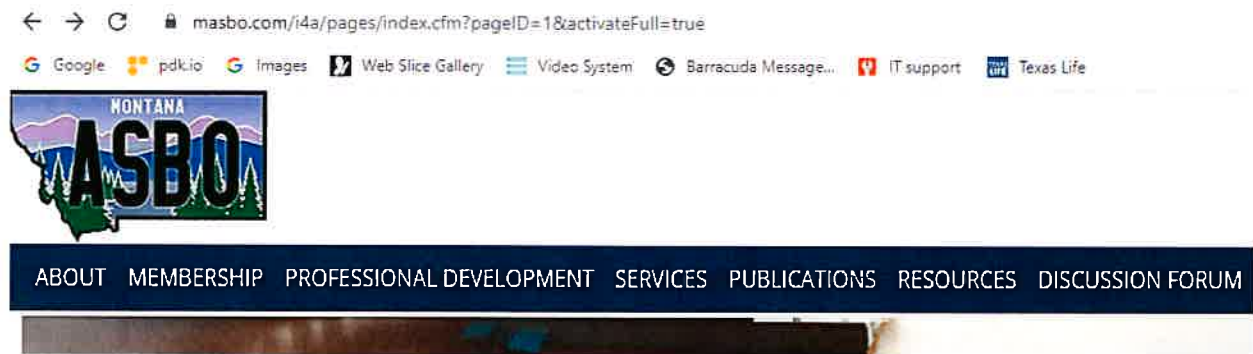 masbo.com/i4a/pages/index.cfm?pageID=1&activateFull=true
Google pdk.io Images Web Slice Gallery Video System Barracuda Message... IT support Texas Life
MONTANA
ASBO
ABOUT MEMBERSHIP PROFESSIONAL DEVELOPMENT SERVICES PUBLICATIONS RESOURCES DISCUSSION FORUM